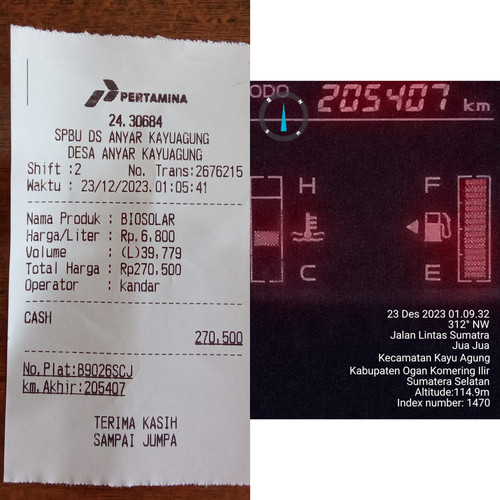 PERTAMINA
24.30684
SPBU DS ANYAR KAYUAGUNG
DESA ANYAR KAYUAGUNG
Shift :2 No. Trans:2676215
Waktu : 23/12/2023.01:05:41
Nama Produk : BIOSOLAR
Harga/Liter : Rp.6,800
Volume : (L)39,779
Total Harga : Rp270.500
Operator : kandar
CASH
270,500
No.Plat:B9026SCJ
km.Akhir:205407
TERIMA KASIH
SAMPAI JUMPA
ODO 205407 km
H
C
F
E
23 Des 2023 01.09.32
312° NW
Jalan Lintas Sumatra
Jua Jua
Kecamatan Kayu Agung
Kabupaten Ogan Komering Ilir
Sumatera Selatan
Altitude:114.9m
Index number: 1470